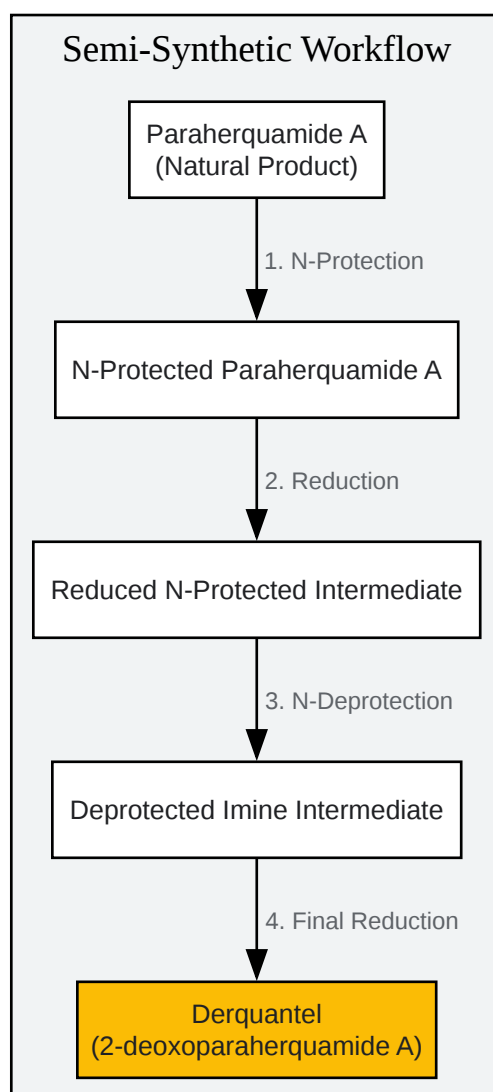 Semi-Synthetic Workflow
Paraherquamide A
(Natural Product)
1. N-Protection
N-Protected Paraherquamide A
2. Reduction
Reduced N-Protected Intermediate
3. N-Deprotection
Deprotected Imine Intermediate
4. Final Reduction
Derquantel
(2-deoxoparaherquamide A)